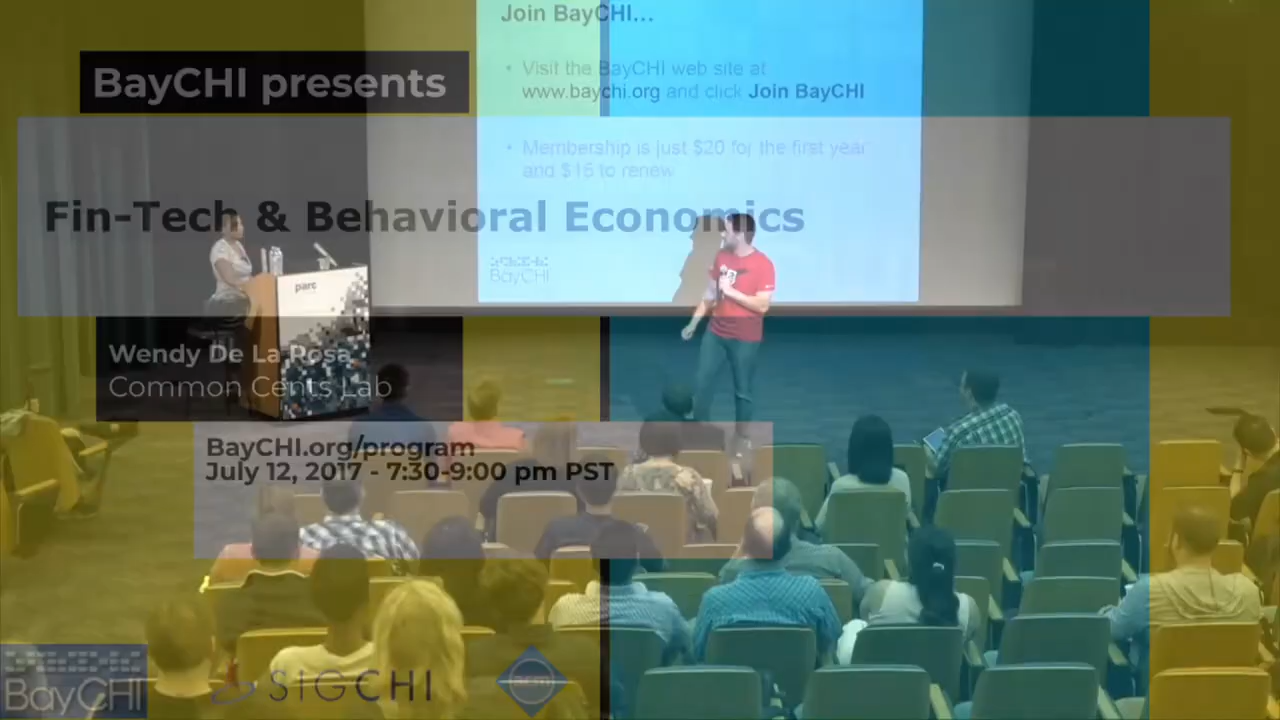 Join BayCHI...
• Visit the BayCHI web site at
www.baychi.org and click Join BayCHI
• Membership is just $20 for the first year
and $15 to renew
BayCHI
BayCHI presents
Fin-Tech & Behavioral Economics
parc
Wendy De La Rosa
Common Cents Lab
BayCHI.org/program
July 12, 2017 - 7:30-9:00 pm PST
BayCHI
SIGCHI
acm